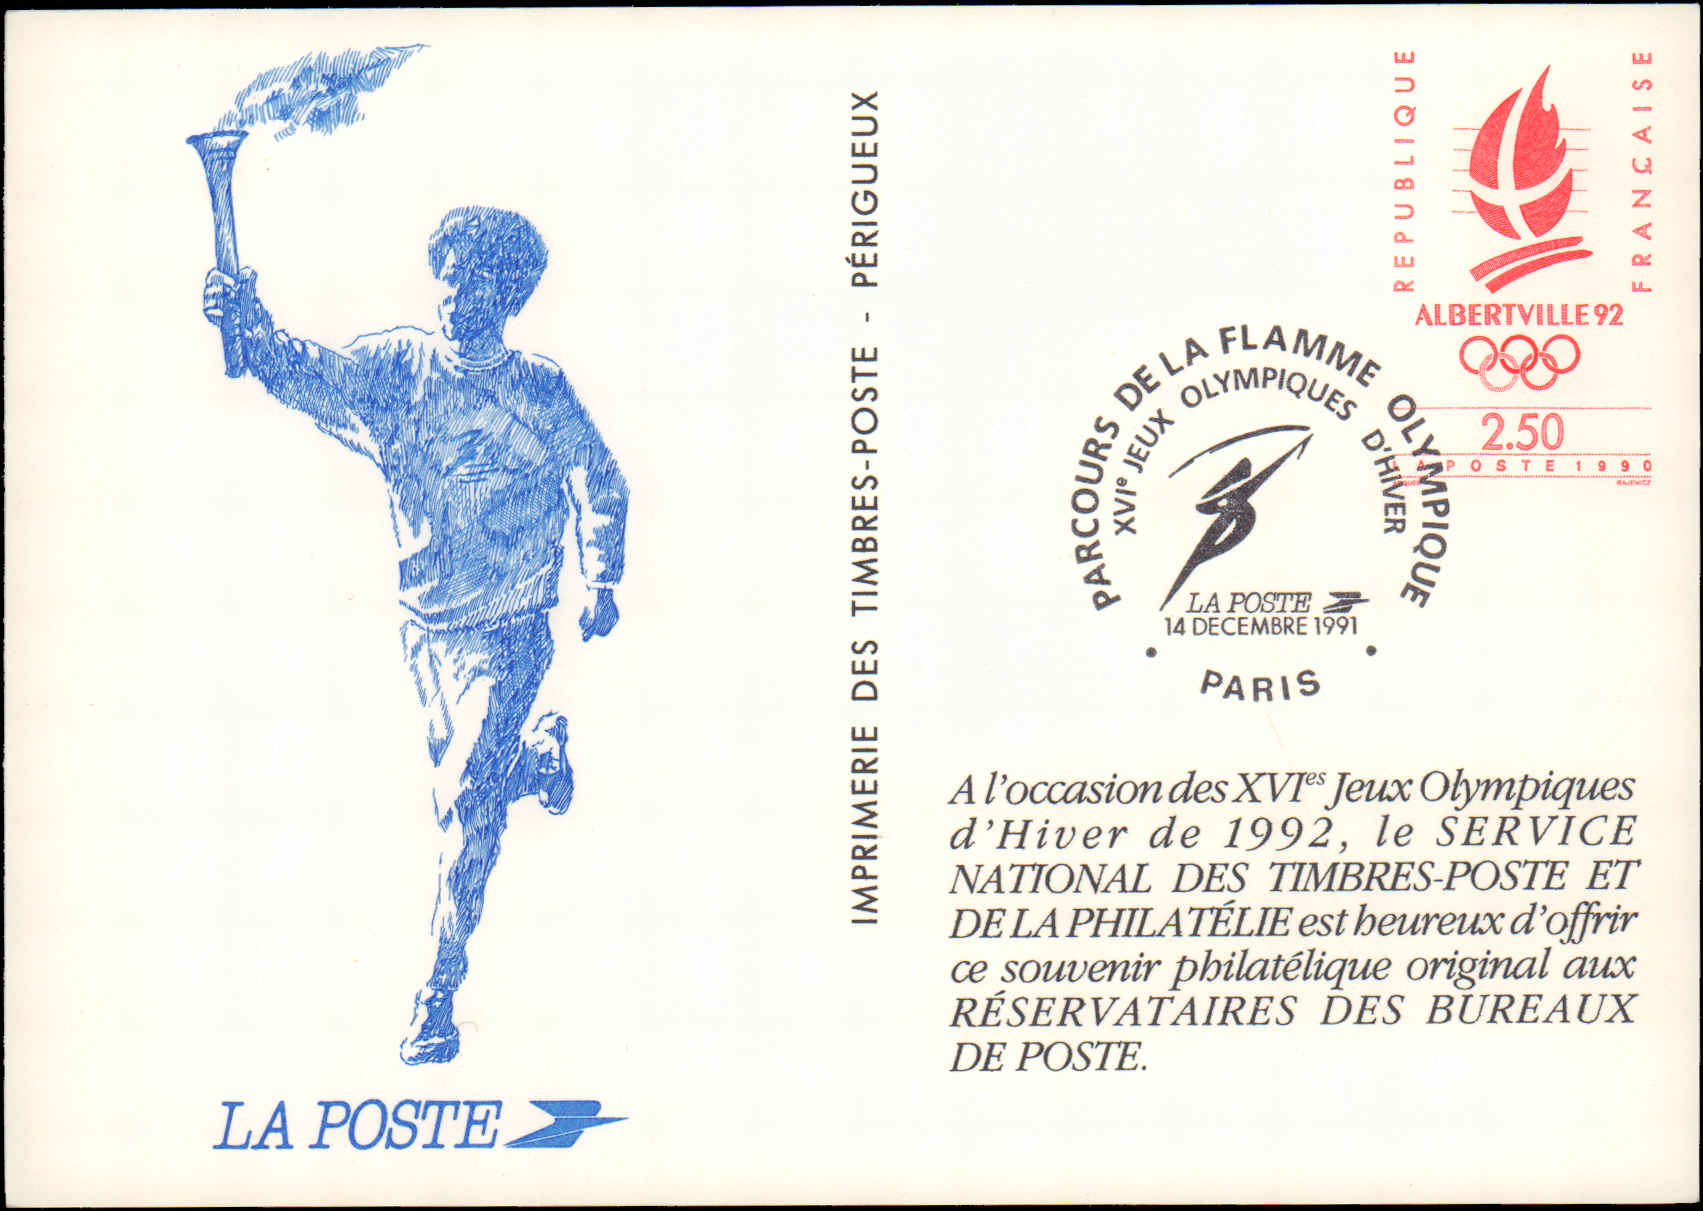 LA POSTE
IMPRIMERIE DES TIMBRES-POSTE - PÉRIGUEUX
RÉPUBLIQUE
FRANÇAISE
ALBERTVILLE 92
2.50
LA POSTE 1990
PARCOURS DE LA FLAMME OLYMPIQUE
XVIe JEUX OLYMPIQUES D'HIVER
LA POSTE
14 DECEMBRE 1991
PARIS
A l'occasion des XVIes Jeux Olympiques
d'Hiver de 1992, le SERVICE
NATIONAL DES TIMBRES-POSTE ET
DE LA PHILATÉLIE est heureux d'offrir
ce souvenir philatélique original aux
RÉSERVATAIRES DES BUREAUX
DE POSTE.